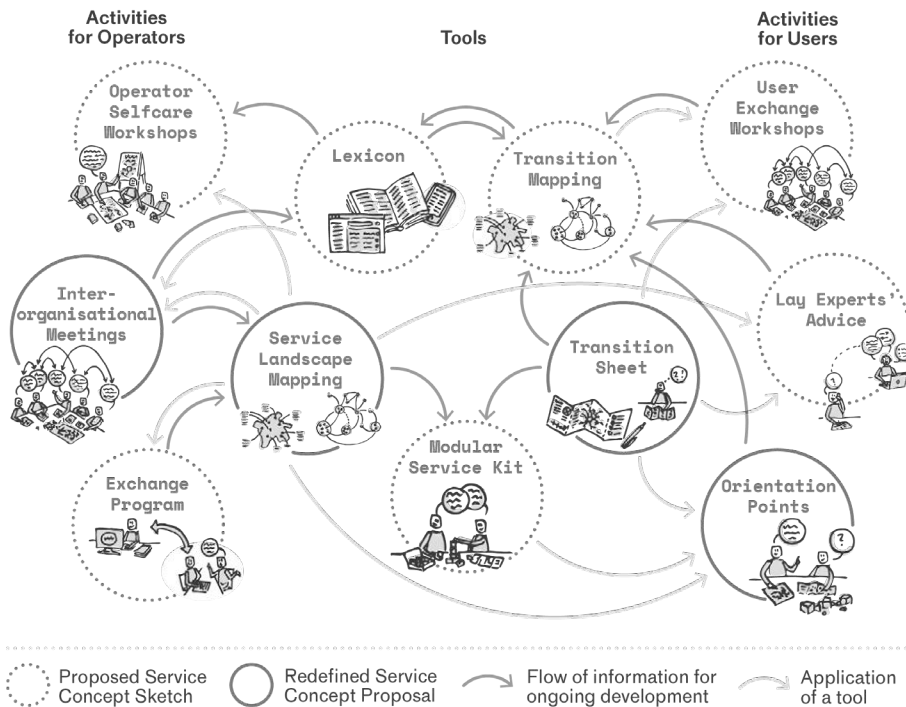 Activities
for Operators
Tools
Activities
for Users
Operator
Selfcare
Workshops
Lexicon
Transition
Mapping
User
Exchange
Workshops
Inter-
organisational
Meetings
Service
Landscape
Mapping
Transition
Sheet
Lay Experts'
Advice
Exchange
Program
Modular
Service Kit
Orientation
Points
?
?
?
Proposed Service
Concept Sketch
Redefined Service
Concept Proposal
Flow of information for
ongoing development
Application
of a tool